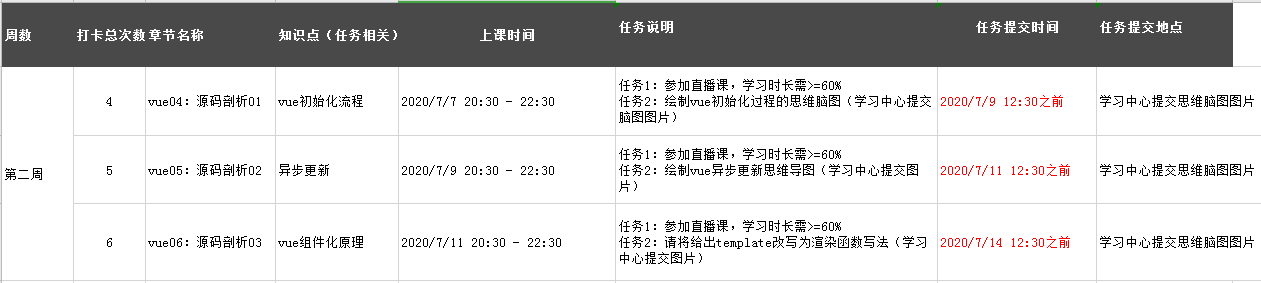 周数 打卡总次数 章节名称 知识点（任务相关） 上课时间 任务说明 任务提交时间 任务提交地点
第二周
4 vue04：源码剖析01 vue初始化流程 2020/7/7 20:30 - 22:30
任务1：参加直播课，学习时长需>=60%
任务2：绘制vue初始化过程的思维脑图（学习中心提交
脑图图片）
2020/7/9 12:30之前 学习中心提交思维脑图图片
5 vue05：源码剖析02 异步更新 2020/7/9 20:30 - 22:30
任务1：参加直播课，学习时长需>=60%
任务2：绘制vue异步更新思维导图（学习中心提交图
片）
2020/7/11 12:30之前 学习中心提交思维脑图图片
6 vue06：源码剖析03 vue组件化原理 2020/7/11 20:30 - 22:30
任务1：参加直播课，学习时长需>=60%
任务2：请将给出template改写为渲染函数写法（学习
中心提交图片）
2020/7/14 12:30之前 学习中心提交思维脑图图片